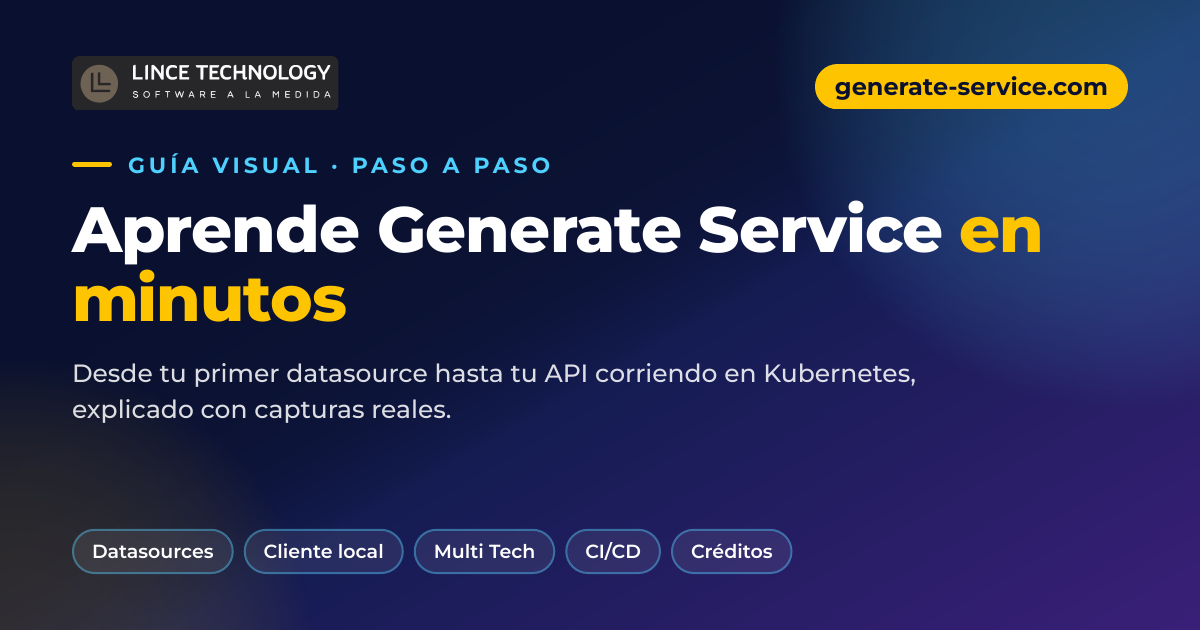 LINCE TECHNOLOGY
SOFTWARE A LA MEDIDA
generate-service.com
GUÍA VISUAL · PASO A PASO
Aprende Generate Service en
minutos
Desde tu primer datasource hasta tu API corriendo en Kubernetes,
explicado con capturas reales.
Datasources
Cliente local
Multi Tech
CI/CD
Créditos